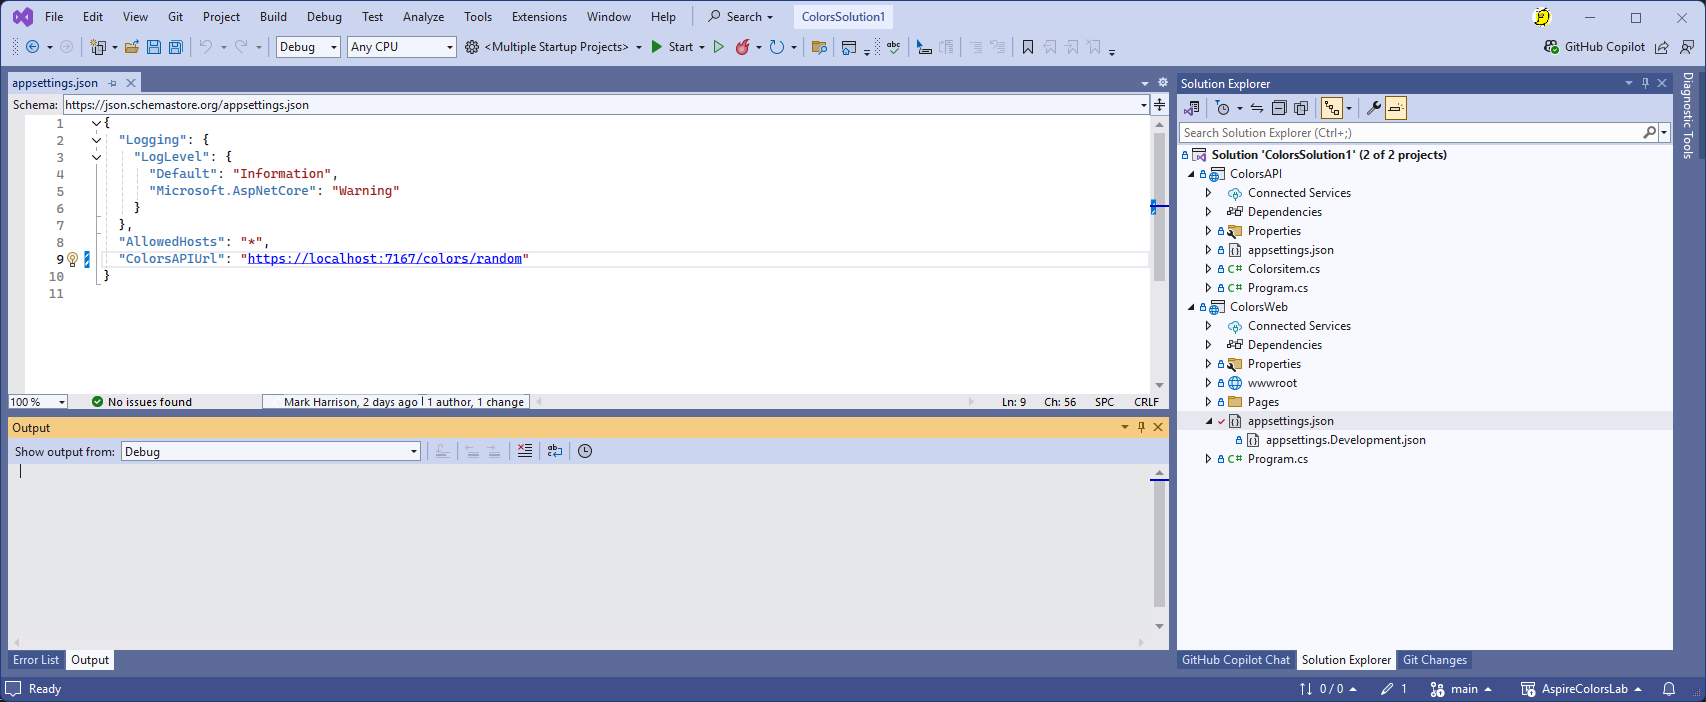 File Edit View Git Project Build Debug Test Analyze Tools Extensions Window Help Search ColorsSolution1
Debug Any CPU <Multiple Startup Projects> Start abc GitHub Copilot
appsettings.json
Schema: https://json.schemastore.org/appsettings.json
1 {
2 "Logging": {
3 "LogLevel": {
4 "Default": "Information",
5 "Microsoft.AspNetCore": "Warning"
6 }
7 },
8 "AllowedHosts": "*",
9 "ColorsAPIUrl": "https://localhost:7167/colors/random"
10 }
11
100 % No issues found Mark Harrison, 2 days ago | 1 author, 1 change Ln: 9 Ch: 56 SPC CRLF
Output
Show output from: Debug
Error List Output
Solution Explorer
Search Solution Explorer (Ctrl+;)
Solution 'ColorsSolution1' (2 of 2 projects)
ColorsAPI
Connected Services
Dependencies
Properties
appsettings.json
C# Colorsitem.cs
C# Program.cs
ColorsWeb
Connected Services
Dependencies
Properties
wwwroot
Pages
appsettings.json
appsettings.Development.json
C# Program.cs
GitHub Copilot Chat Solution Explorer Git Changes
Diagnostic Tools
Ready 0 / 0 1 main AspireColorsLab